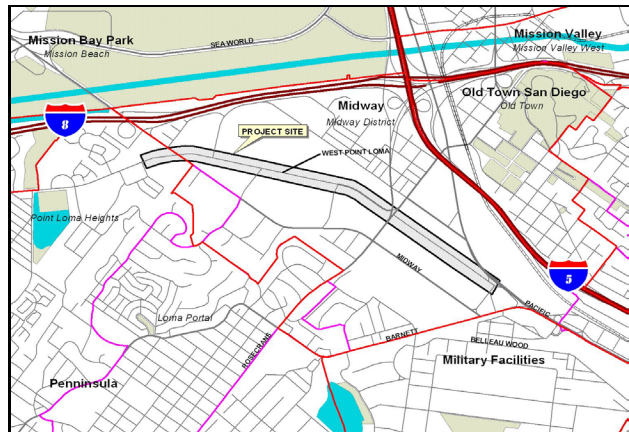 Mission Bay Park
Mission Beach
SEA WORLD
Mission Valley
Mission Valley West
8
Midway
Midway District
Old Town San Diego
Old Town
PROJECT SITE
WEST POINT LOMA
Point Loma Heights
MIDWAY
5
Loma Portal
PACIFIC
ROSECRANS
BARNETT
BELLEAU WOOD
Military Facilities
Penninsula